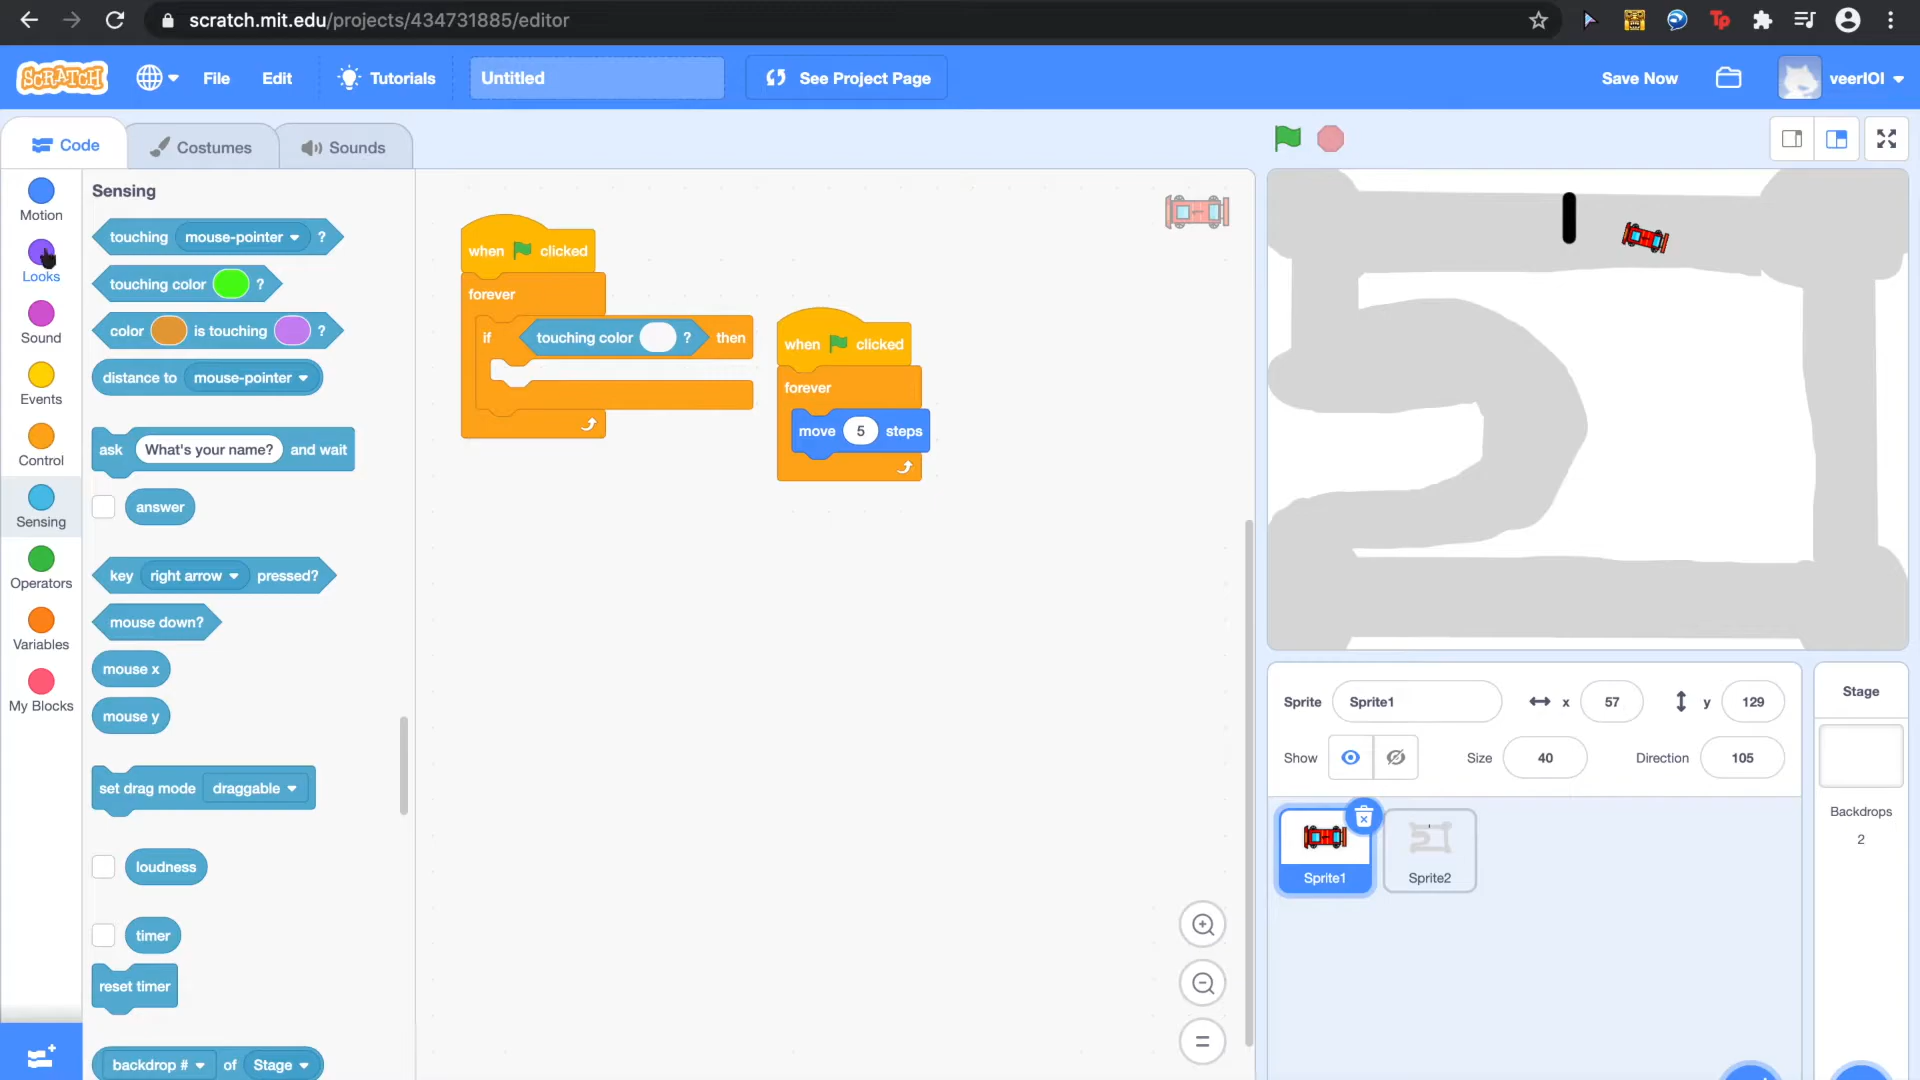 scratch.mit.edu/projects/434731885/editor
Tp
SCRATCH
File
Edit
Tutorials
Untitled
See Project Page
Save Now
veerIOI
Code
Costumes
Sounds
Motion
Looks
Sound
Events
Control
Sensing
Operators
Variables
My Blocks
Sensing
touching mouse-pointer ?
touching color ?
color is touching ?
distance to mouse-pointer
ask What's your name? and wait
answer
key right arrow pressed?
mouse down?
mouse x
mouse y
set drag mode draggable
loudness
timer
reset timer
backdrop # of Stage
when clicked
forever
if touching color ? then
when clicked
forever
move 5 steps
Sprite Sprite1 x 57 y 129
Show Size 40 Direction 105
Sprite1
Sprite2
Stage
Backdrops
2